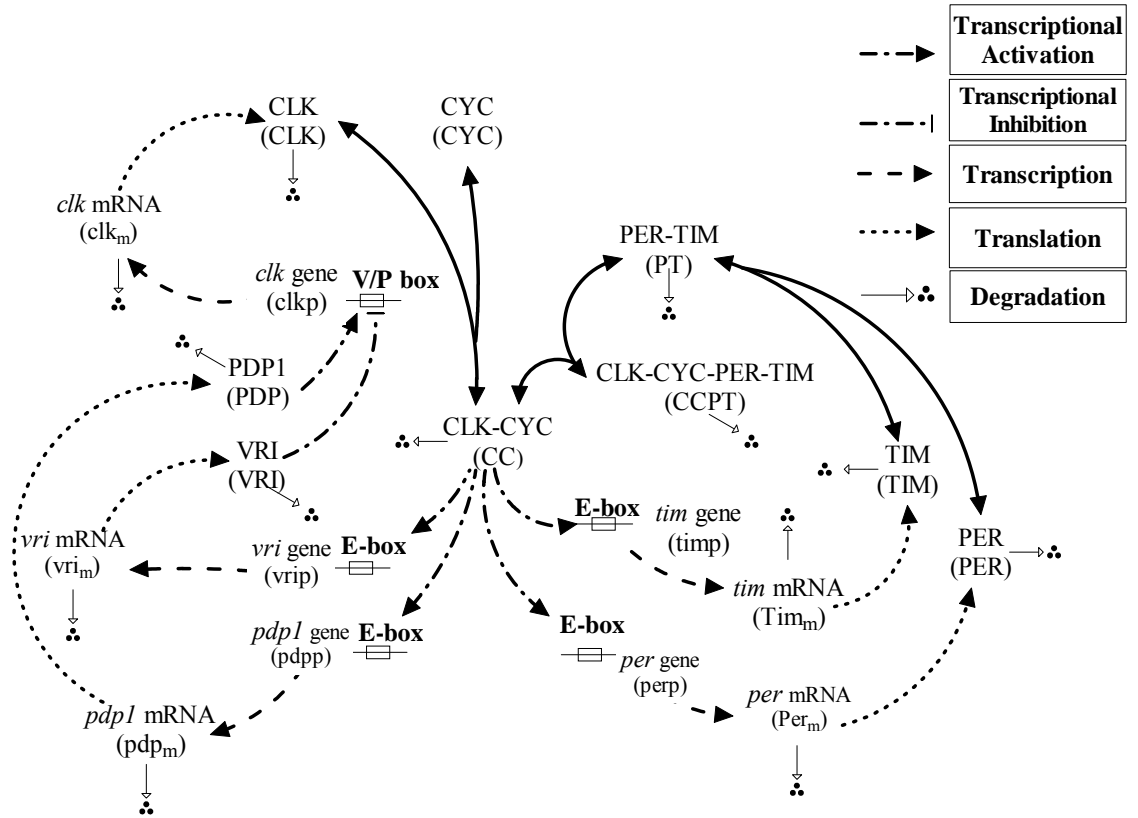 Transcriptional
Activation
Transcriptional
Inhibition
Transcription
Translation
Degradation
CLK
(CLK)
CYC
(CYC)
clk mRNA
(clkm)
clk gene
(clkp)
V/P box
PER-TIM
(PT)
PDP1
(PDP)
CLK-CYC-PER-TIM
(CCPT)
CLK-CYC
(CC)
VRI
(VRI)
TIM
(TIM)
E-box
tim gene
(timp)
PER
(PER)
vri mRNA
(vrim)
vri gene
(vrip)
E-box
tim mRNA
(Timm)
pdp1 gene
(pdpp)
E-box
E-box
per gene
(perp)
pdp1 mRNA
(pdpm)
per mRNA
(Perm)